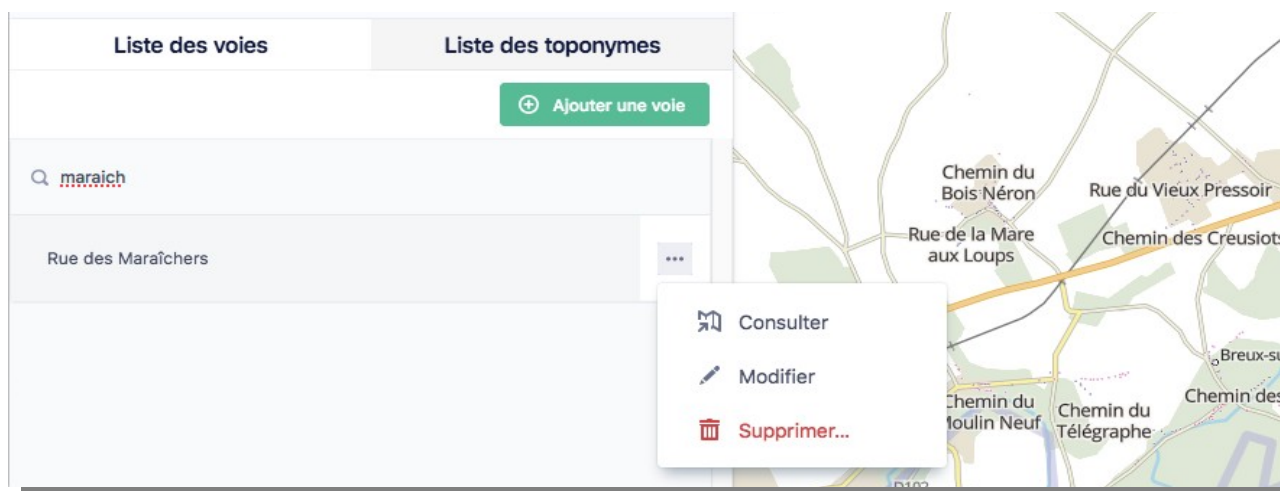 Liste des voies
Liste des toponymes
Ajouter une voie
maraich
Rue des Maraîchers
Consulter
Modifier
Supprimer...
Chemin du
Bois Néron
Rue du Vieux Pressoir
Rue de la Mare
aux Loups
Chemin des Creusiots
Breux-su
Chemin du
Moulin Neuf
Chemin du
Télégraphe
Chemin des